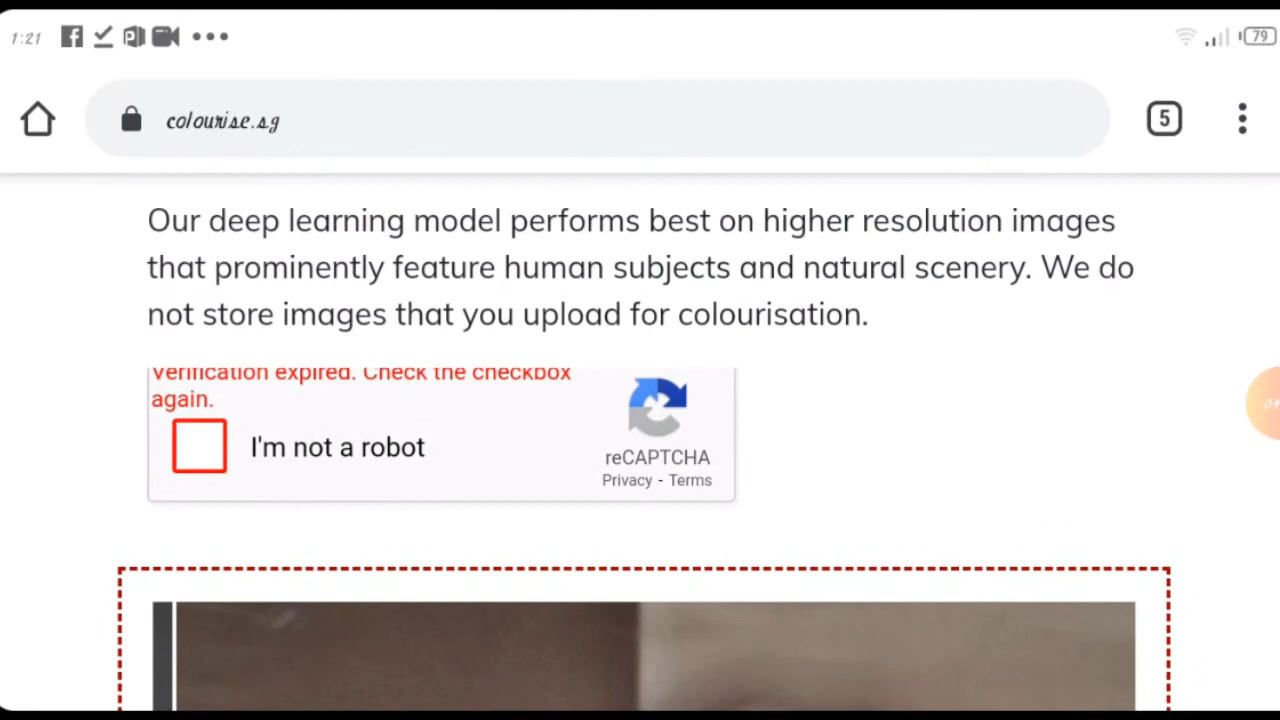 1:21
79
colourise.sg
5
Our deep learning model performs best on higher resolution images
that prominently feature human subjects and natural scenery. We do
not store images that you upload for colourisation.
Verification expired. Check the checkbox
again.
I'm not a robot
reCAPTCHA
Privacy - Terms